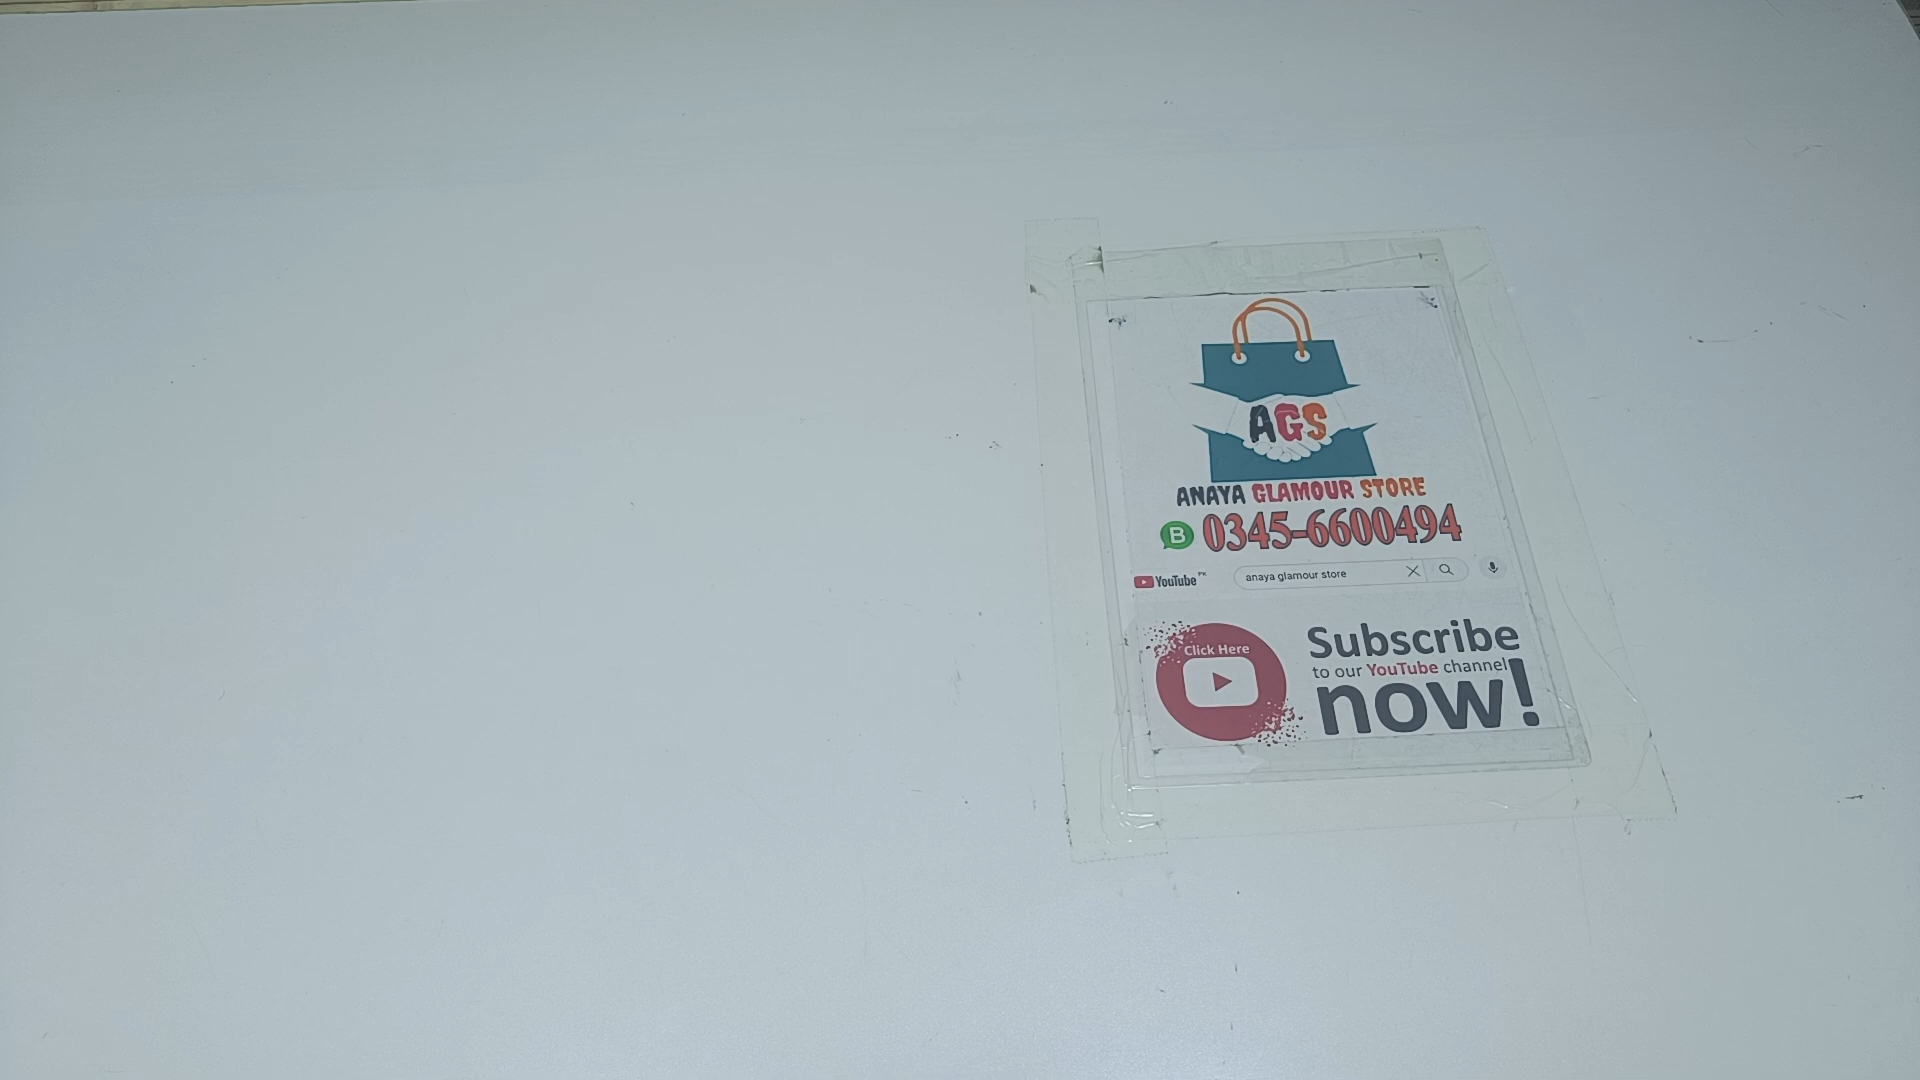 AGS
ANAYA GLAMOUR STORE
B 0345-6600494
YouTube PK anaya glamour store
Click Here
Subscribe
to our YouTube channel
now!